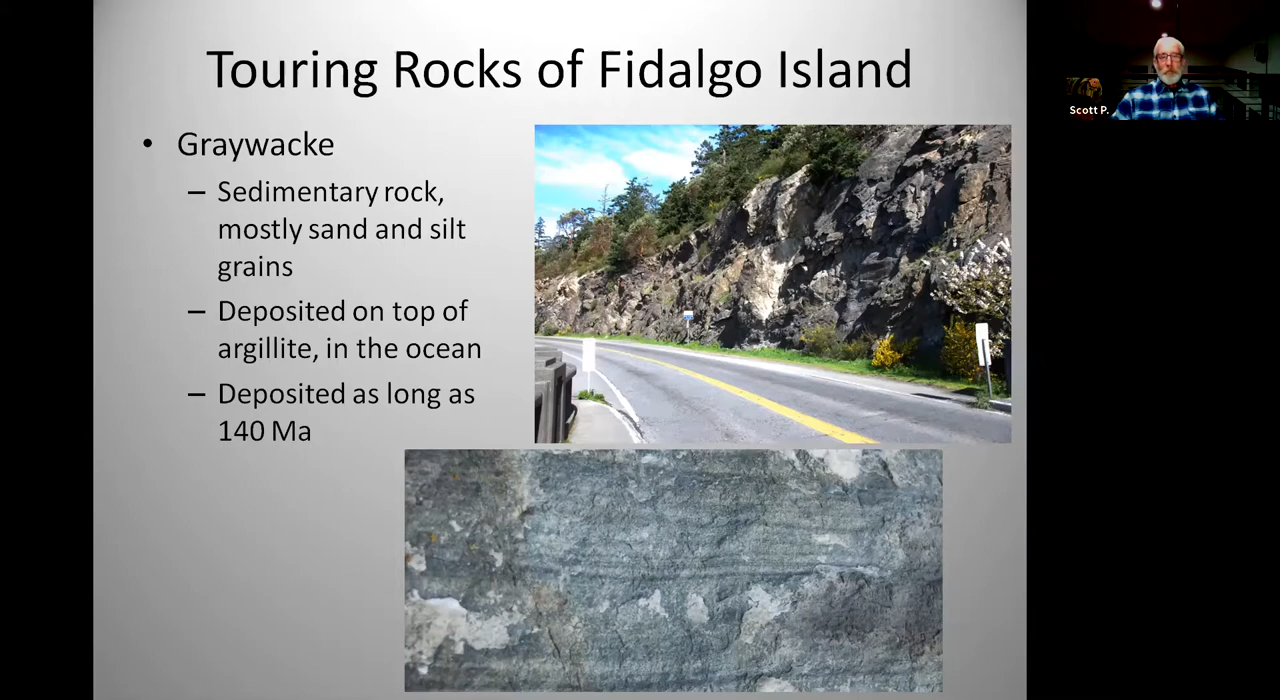 Touring Rocks of Fidalgo Island
• Graywacke
– Sedimentary rock,
mostly sand and silt
grains
– Deposited on top of
argillite, in the ocean
– Deposited as long as
140 Ma
Scott P.